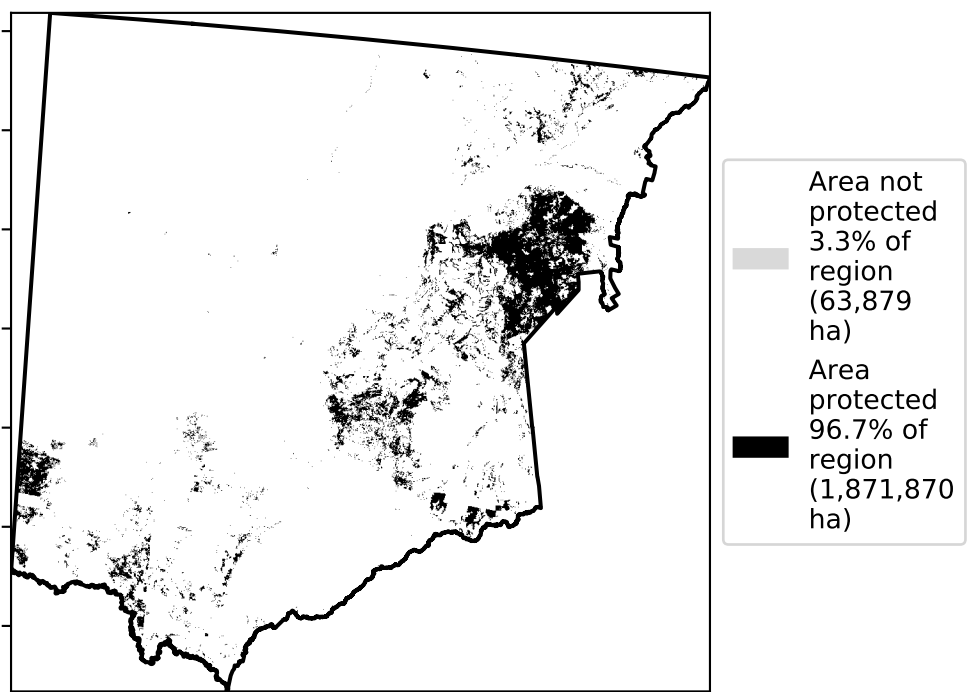 Area not
protected
3.3% of
region
(63,879
ha)
Area
protected
96.7% of
region
(1,871,870
ha)